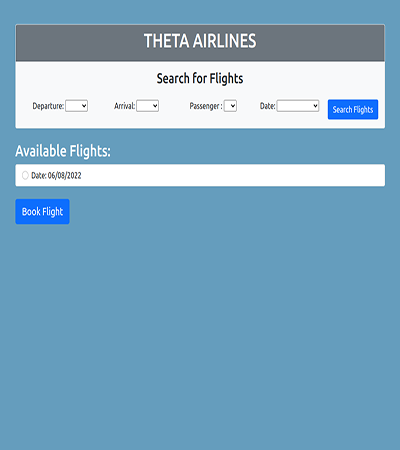 THETA AIRLINES
Search for Flights
Departure: Arrival: Passenger : Date: Search Flights
Available Flights:
Date: 06/08/2022
Book Flight